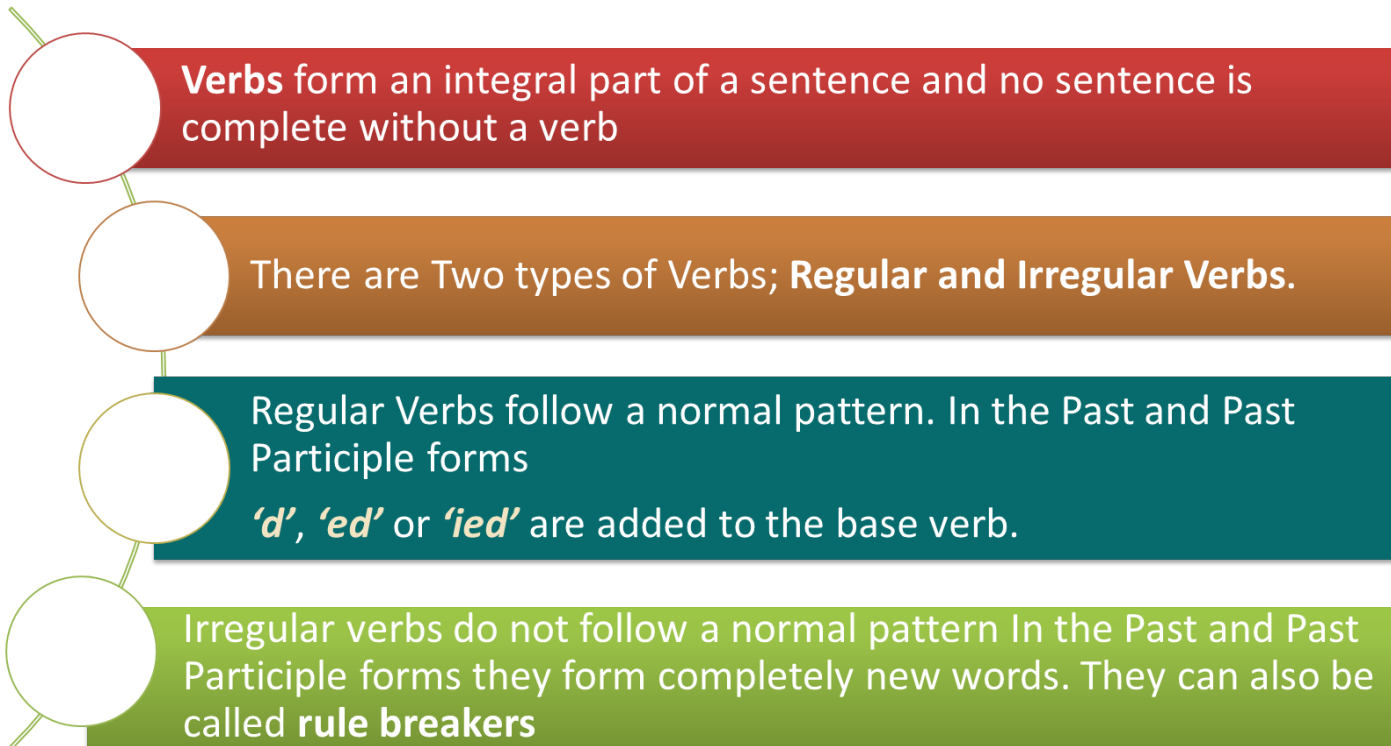 Verbs form an integral part of a sentence and no sentence is
complete without a verb
There are Two types of Verbs; Regular and Irregular Verbs.
Regular Verbs follow a normal pattern. In the Past and Past
Participle forms
‘d’, ‘ed’ or ‘ied’ are added to the base verb.
Irregular verbs do not follow a normal pattern In the Past and Past
Participle forms they form completely new words. They can also be
called rule breakers